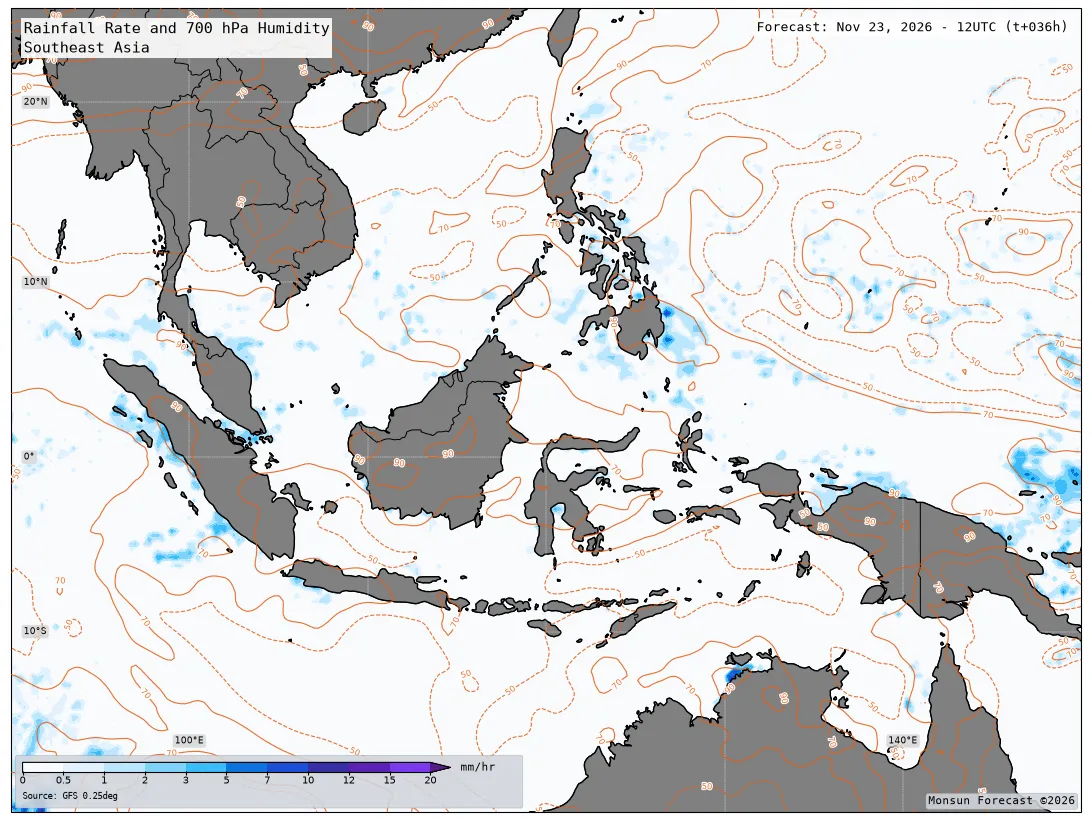 Rainfall Rate and 700 hPa Humidity
Southeast Asia
Forecast: Nov 23, 2026 - 12UTC (t+036h)
20°N
10°N
0°
10°S
100°E
140°E
0 0.5 1 2 3 5 7 10 12 15 20 mm/hr
Source: GFS 0.25deg
Monsun Forecast ©2026